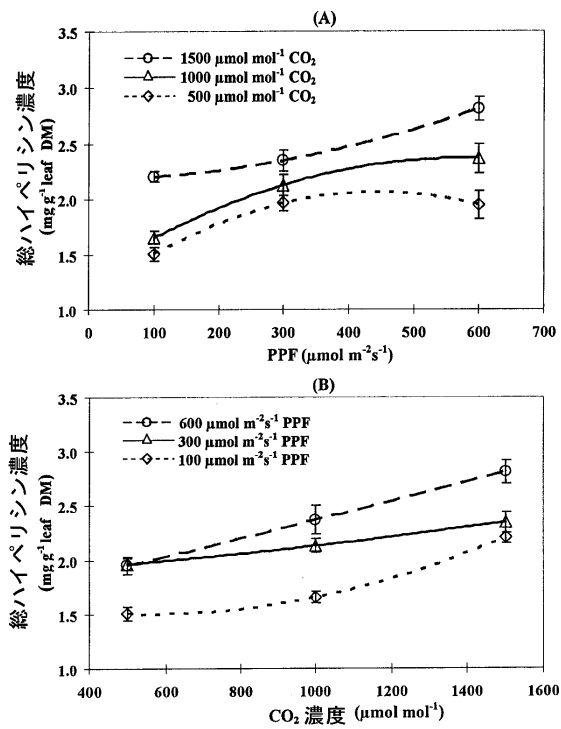 (A)
3.5
3.0
2.5
2.0
1.5
1.0
総ハイペリシン濃度
(mg g⁻¹leaf DM)
1500 µmol mol⁻¹ CO₂
1000 µmol mol⁻¹ CO₂
500 µmol mol⁻¹ CO₂
0 100 200 300 400 500 600 700
PPF (µmol m⁻²s⁻¹)
(B)
3.5
3.0
2.5
2.0
1.5
1.0
総ハイペリシン濃度
(mg g⁻¹leaf DM)
600 µmol m⁻²s⁻¹ PPF
300 µmol m⁻²s⁻¹ PPF
100 µmol m⁻²s⁻¹ PPF
400 600 800 1000 1200 1400 1600
CO₂ 濃度 (µmol mol⁻¹)